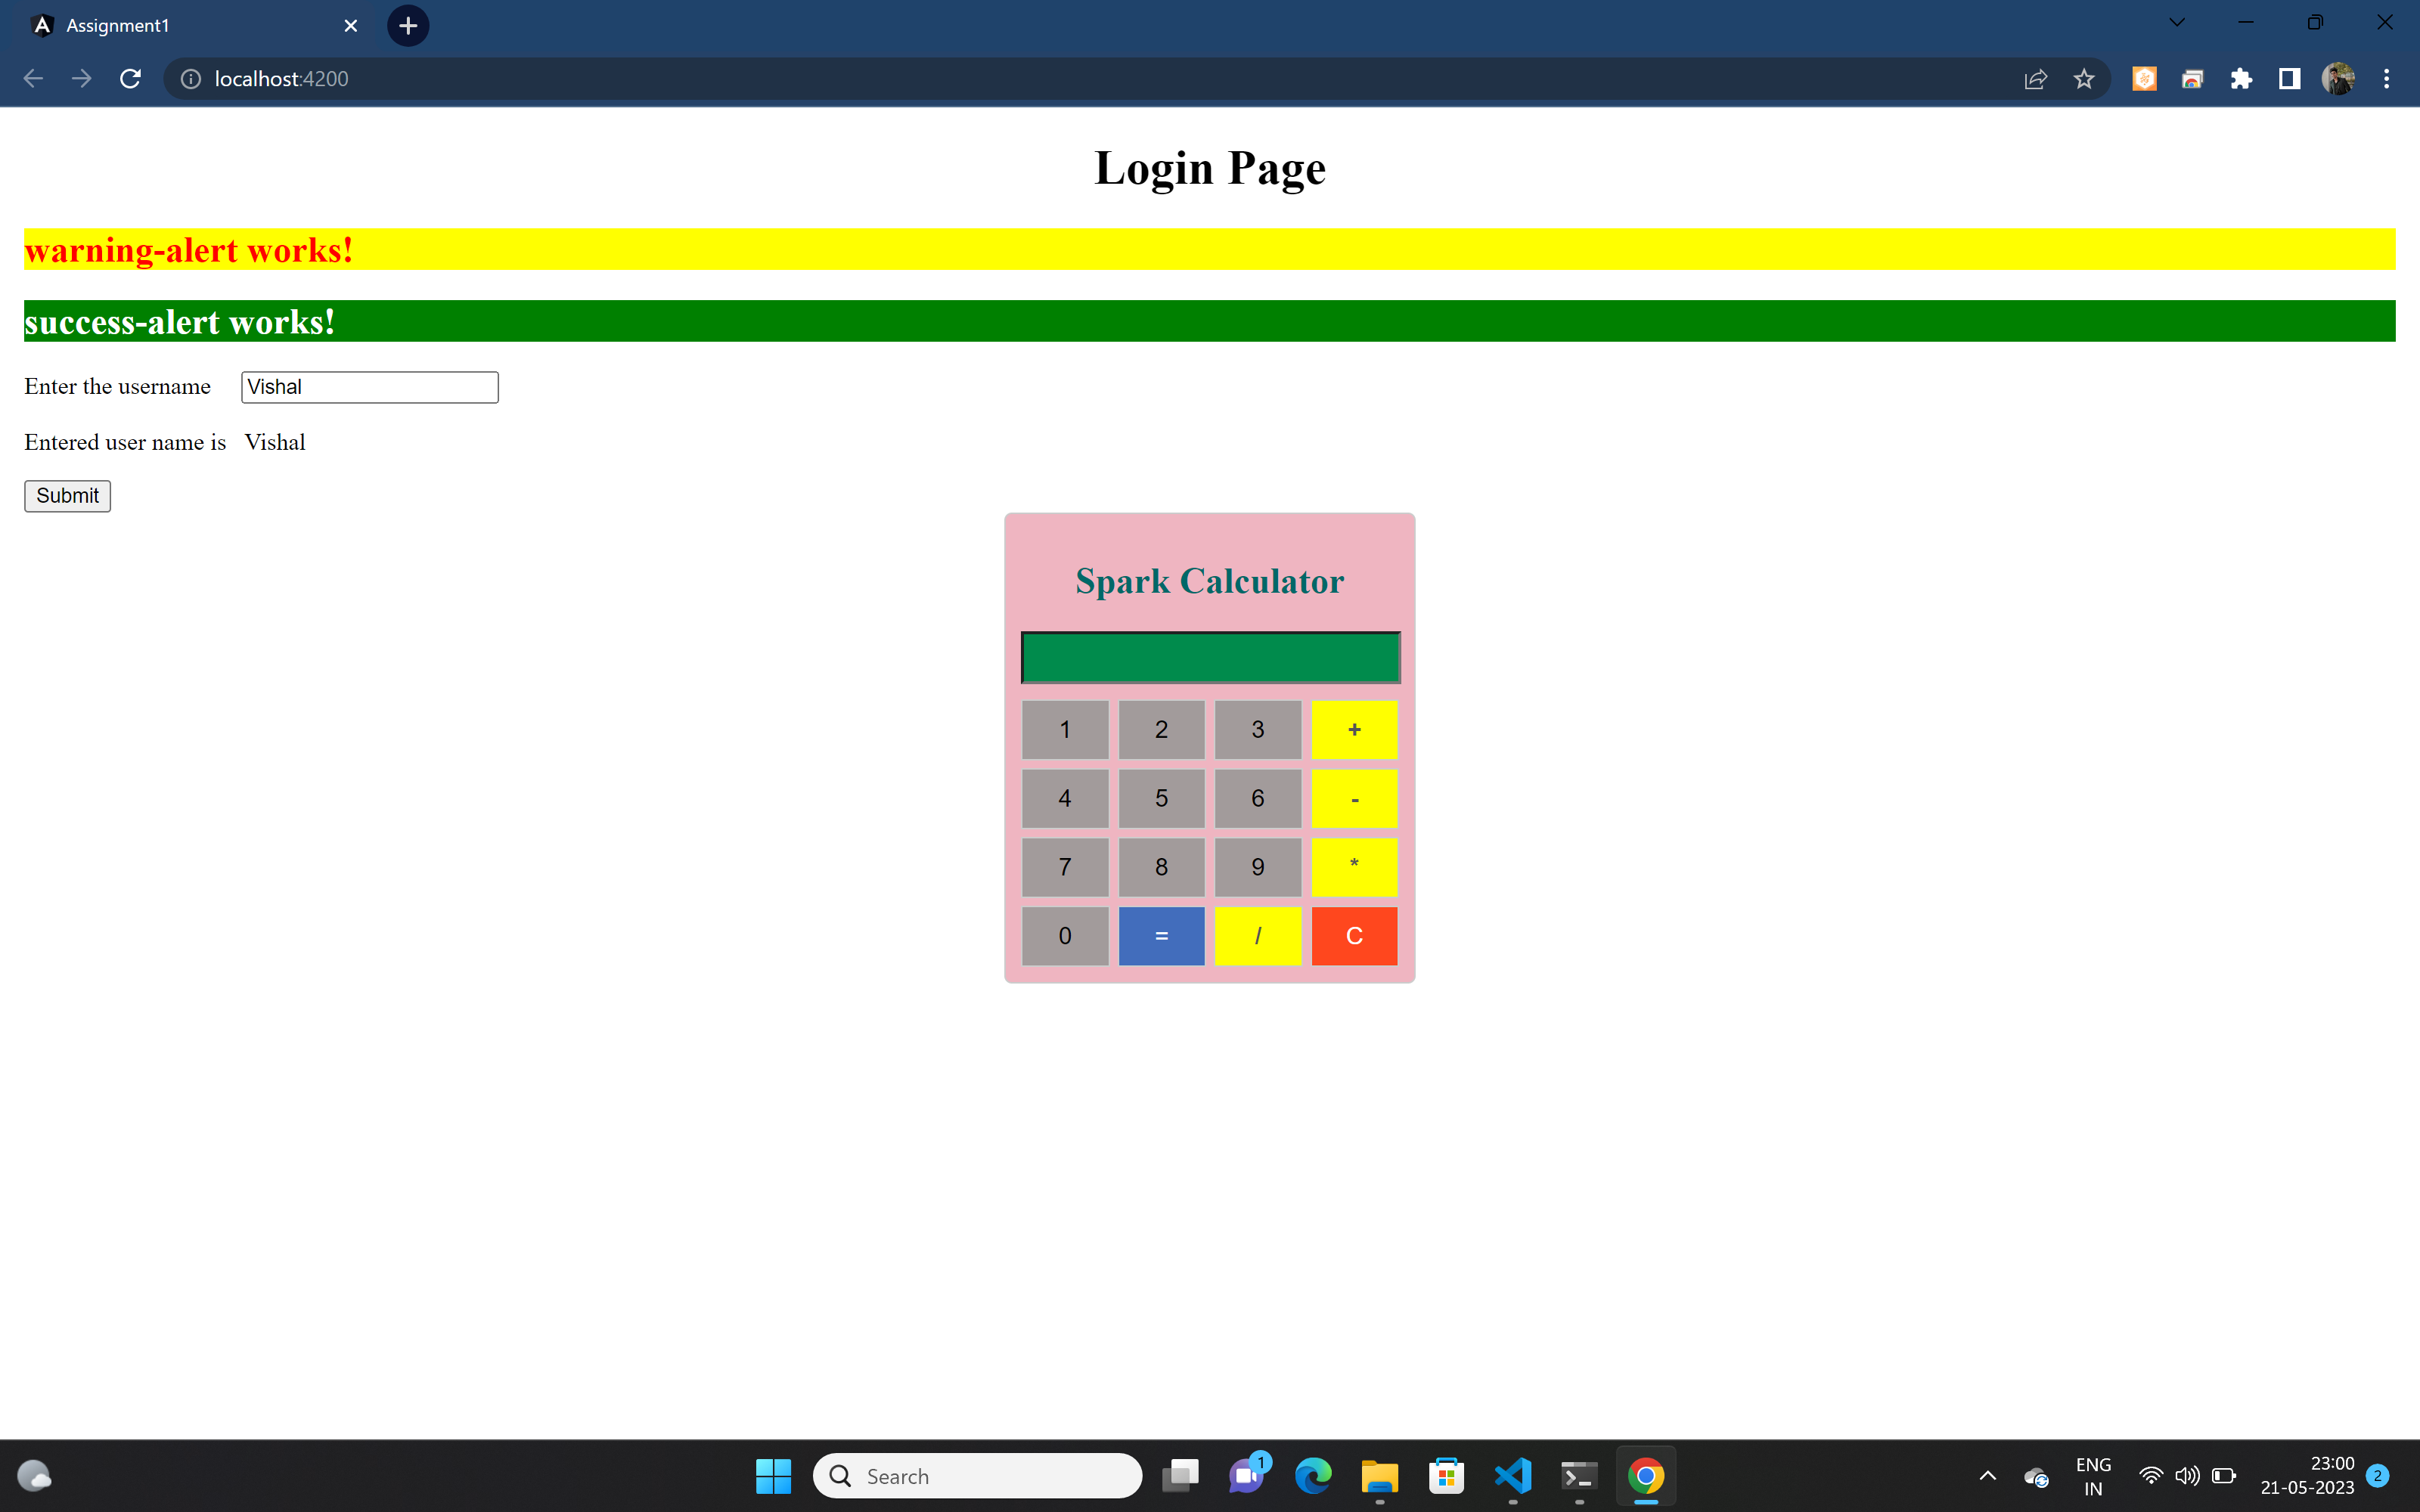 Assignment1
localhost:4200
Login Page
warning-alert works!
success-alert works!
Enter the username Vishal
Entered user name is Vishal
Submit
Spark Calculator
1 2 3 +
4 5 6 -
7 8 9 *
0 = / C
Search
1
ENG
IN
23:00
21-05-2023
2